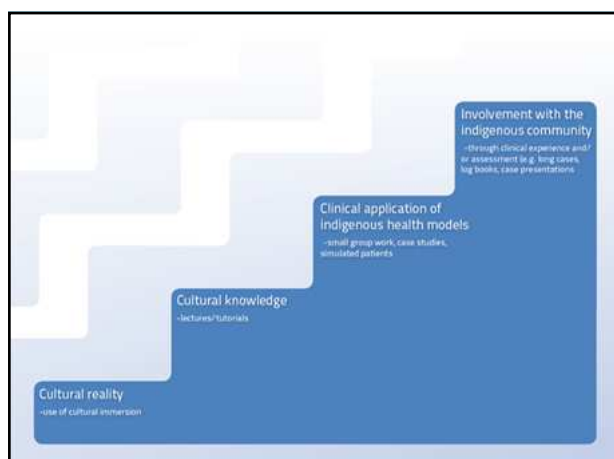 Involvement with the
indigenous community
-through clinical experience and/
or assessment (e.g. long cases,
log books, case presentations
Clinical application of
indigenous health models
-small group work, case studies,
simulated patients
Cultural knowledge
-lectures/tutorials
Cultural reality
-use of cultural immersion